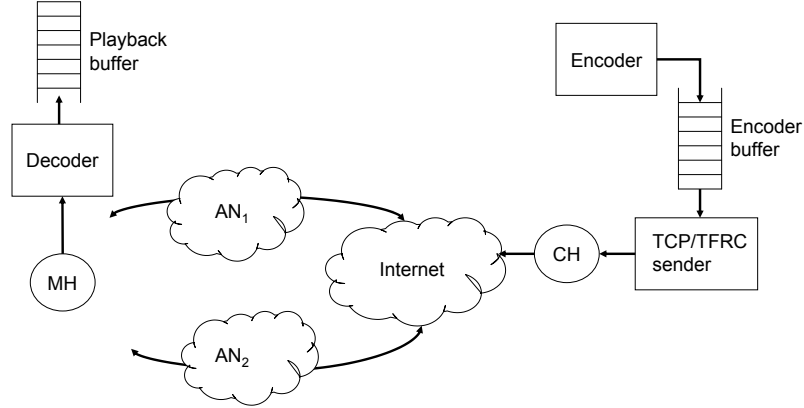 Playback
buffer
Encoder
Encoder
buffer
Decoder
AN₁
TCP/TFRC
sender
Internet
CH
MH
AN₂